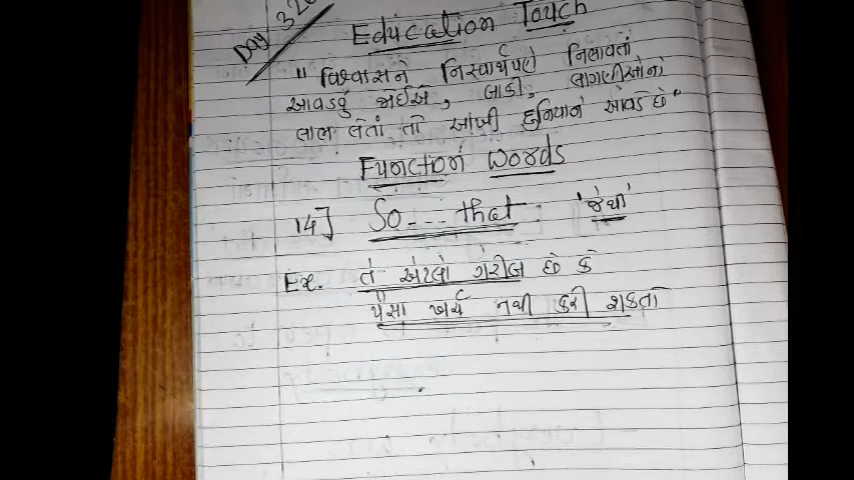 Day 320
Education Touch
" વિશ્વાસને નિસ્વાર્થપણે નિભાવતાં
આવડવું જોઈએ, બાકી, લાગણીઓનો
લાભ લેતાં તો આખી દુનિયાને આવડે છે"
Function words
14] So--- that : 'જેથી'
Ex. તે એટલો ગરીબ છે કે
પૈસા ખર્ચ નથી કરી શકતો